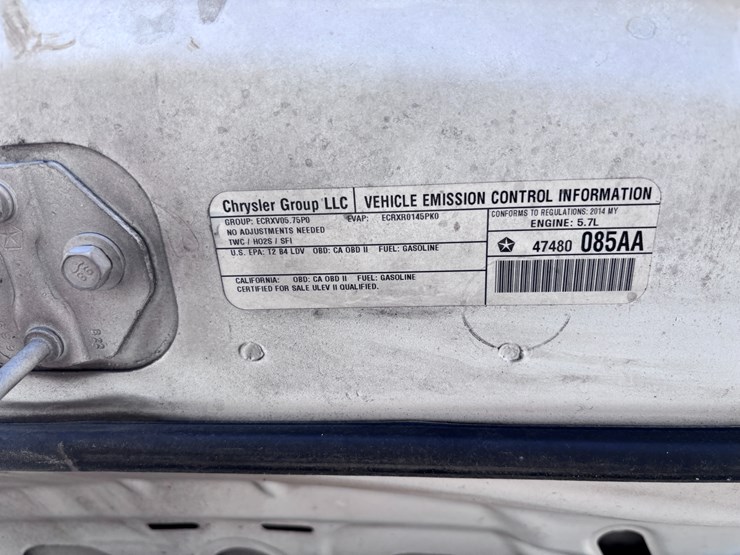 Chrysler Group LLC VEHICLE EMISSION CONTROL INFORMATION
GROUP: ECRXV05.75P0 EVAP: ECRXR0145PK0
NO ADJUSTMENTS NEEDED
TWC / HO2S / SFI
U.S. EPA: T2 B4 LDV OBD: CA OBD II FUEL: GASOLINE
CALIFORNIA: OBD: CA OBD II FUEL: GASOLINE
CERTIFIED FOR SALE ULEV II QUALIFIED.
CONFORMS TO REGULATIONS: 2014 MY
ENGINE: 5.7L
47480 085AA